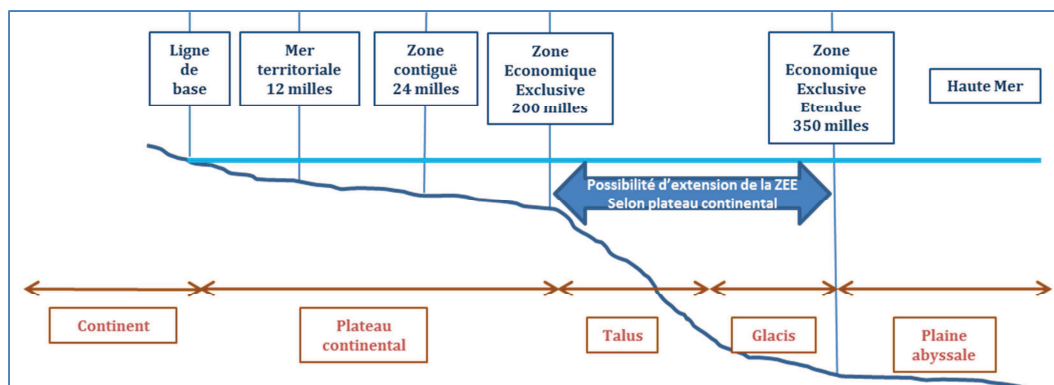 Ligne
de
base
Mer
territoriale
12 milles
Zone
contiguë
24 milles
Zone
Economique
Exclusive
200 milles
Zone
Economique
Exclusive
Etendue
350 milles
Haute Mer
Possibilité d'extension de la ZEE
Selon plateau continental
Continent
Plateau
continental
Talus
Glacis
Plaine
abyssale